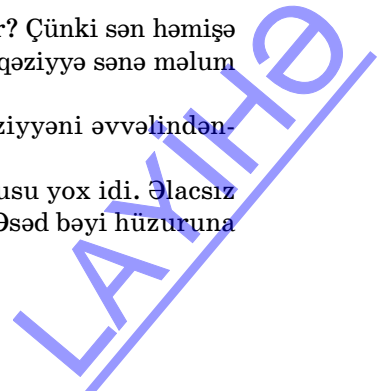 r? Çünki sən həmişə
qəziyyə sənə məlum
ziyyəni əvvəlindən-
usu yox idi. Əlacsız
Əsəd bəyi hüzuruna
LAYİHƏ